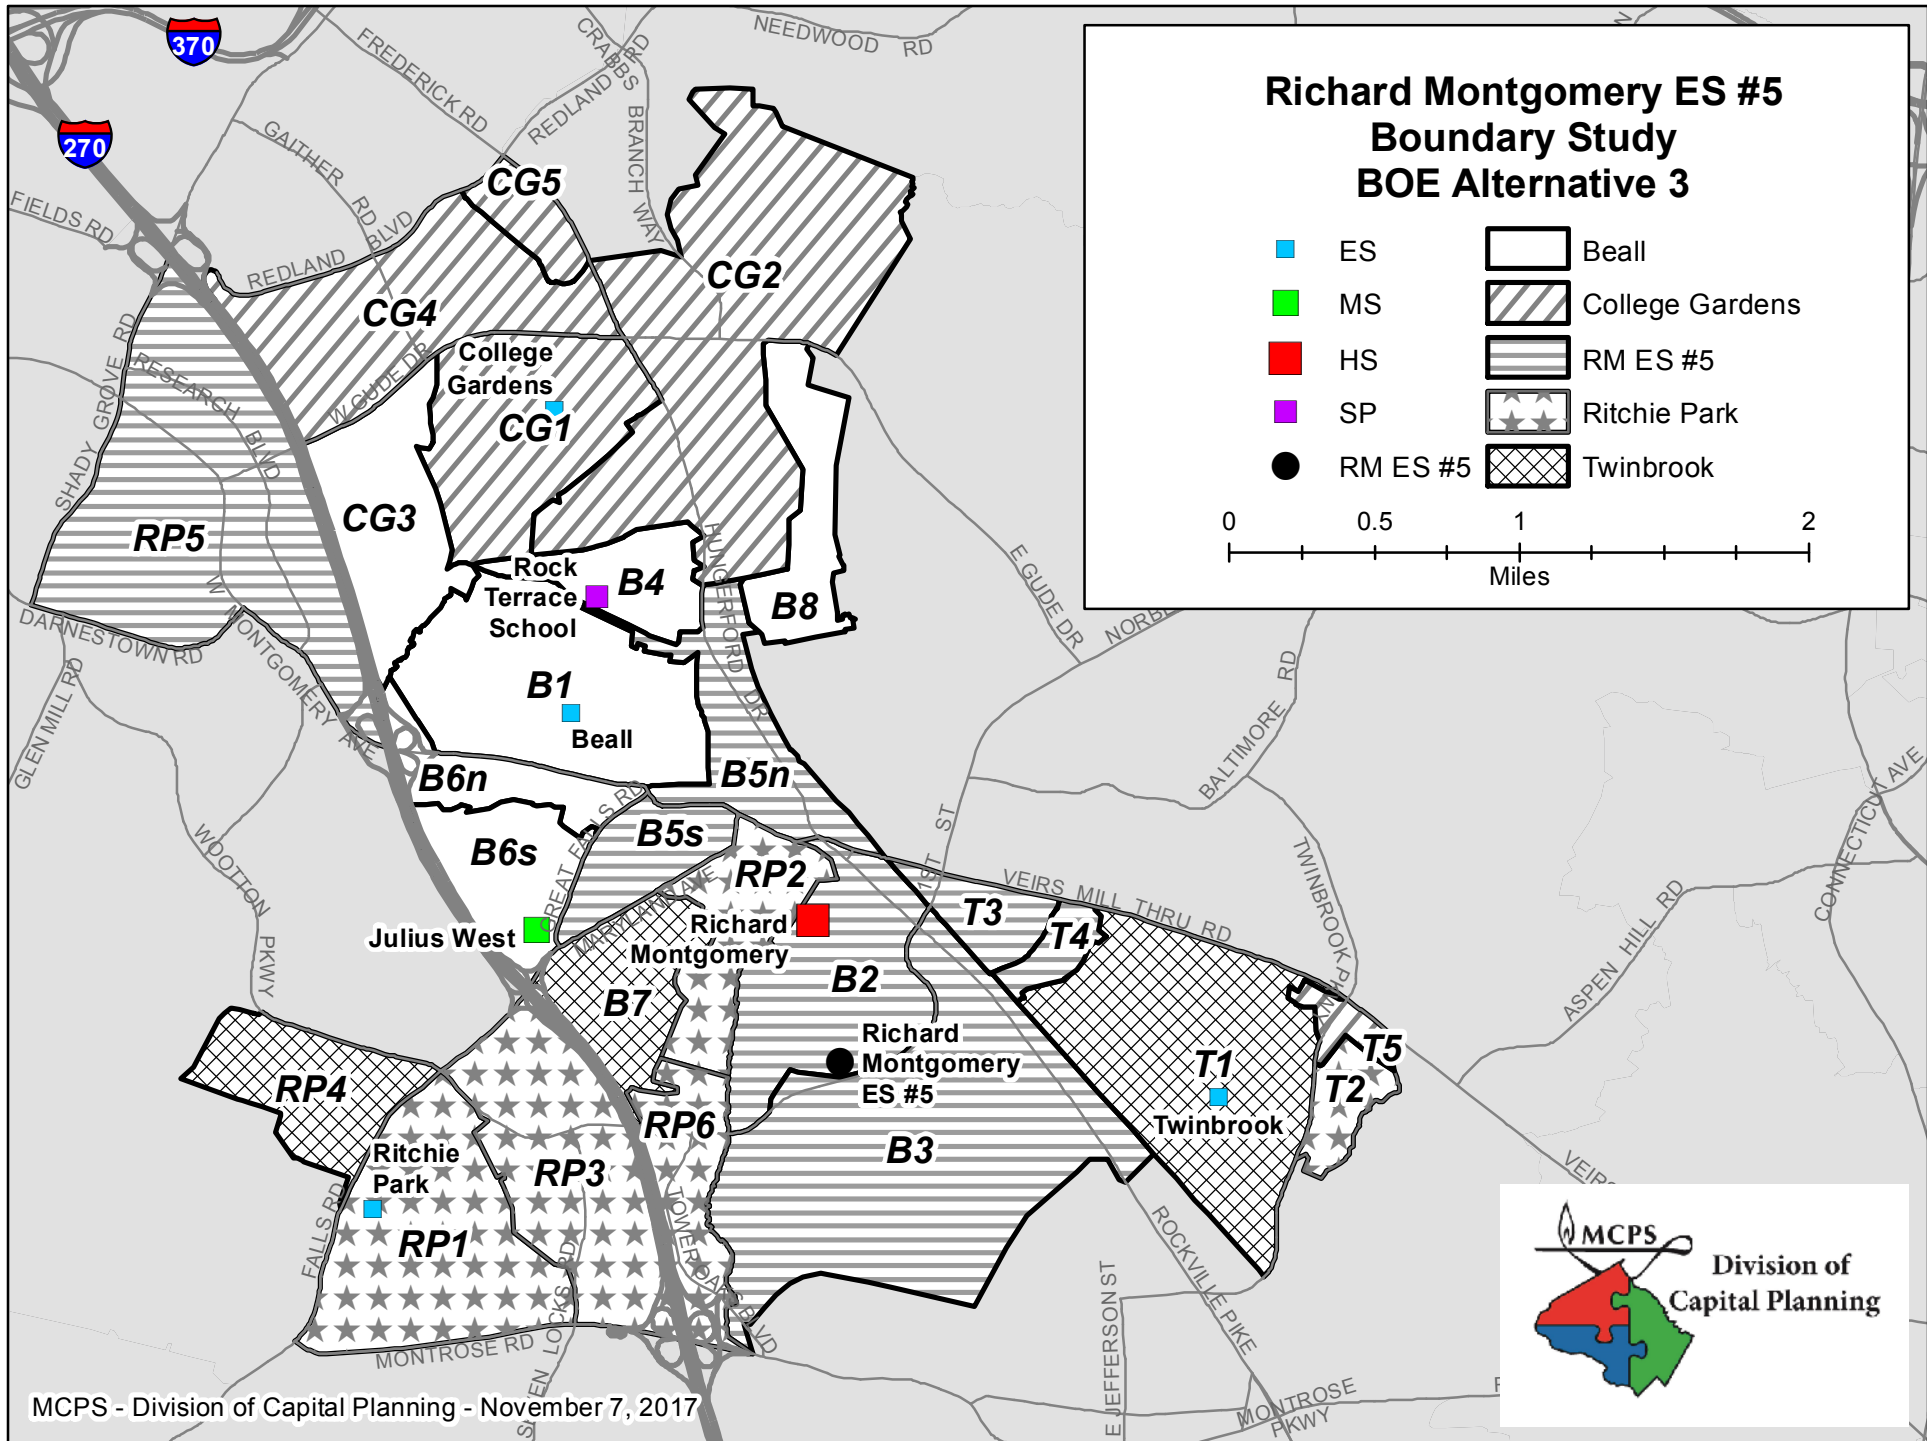 370
270
NEEDWOOD RD
FREDERICK RD
CRABBS BRANCH WAY
REDLAND RD
GAITHER RD
FIELDS RD
REDLAND BLVD
Richard Montgomery ES #5
Boundary Study
BOE Alternative 3
ES
MS
HS
SP
RM ES #5
Beall
College Gardens
RM ES #5
Ritchie Park
Twinbrook
0 0.5 1 2
Miles
CG5
CG2
CG4
W GUDE DR
College
Gardens
CG1
SHADY GROVE RD
RESEARCH BLVD
CG3
RP5
Rock
Terrace
School
B4
B8
HUNGERFORD DR
E GUDE DR
DARNESTOWN RD
W MONTGOMERY AVE
GLEN MILL RD
B1
Beall
BALTIMORE RD
B6n
B5n
GREAT FALLS RD
B5s
B6s
RP2
1ST ST
VEIRS MILL THRU RD
TWINBROOK PKWY
CONNECTICUT AVE
ASPEN HILL RD
WOOTTON PKWY
MARYLAND AVE
Julius West
Richard
Montgomery
T3
T4
B7
B2
Richard
Montgomery
ES #5
T1
Twinbrook
T5
T2
RP4
Ritchie
Park
RP6
RP3
B3
RP1
FALLS RD
TOWER OAKS BLVD
ROCKVILLE PIKE
E JEFFERSON ST
VEIRS
MONTROSE RD
MONTROSE PKWY
MCPS
Division of
Capital Planning
MCPS - Division of Capital Planning - November 7, 2017